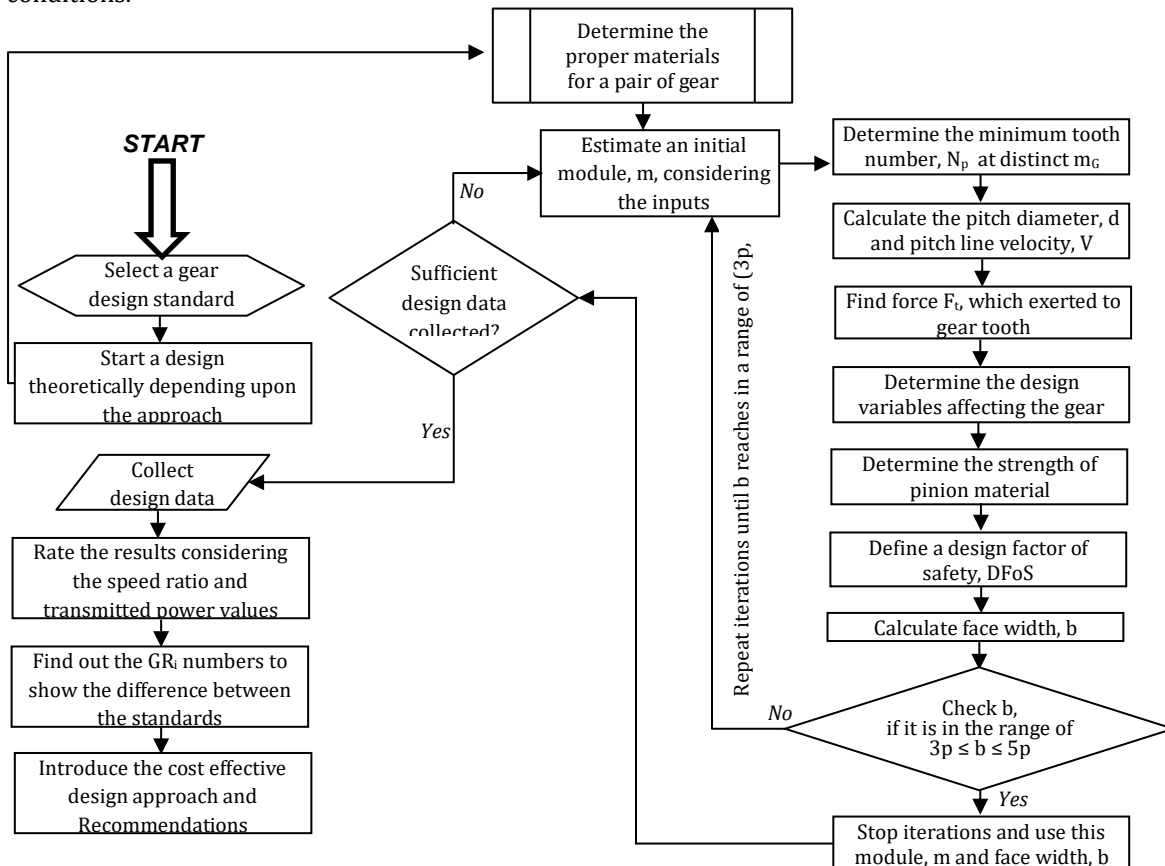 conditions.
START
Select a gear
design standard
Start a design
theoretically depending upon
the approach
Determine the
proper materials
for a pair of gear
Estimate an initial
module, m, considering
the inputs
Determine the minimum tooth
number, Nₚ at distinct m_G
Calculate the pitch diameter, d
and pitch line velocity, V
Find force Fₜ, which exerted to
gear tooth
Determine the design
variables affecting the gear
Determine the strength of
pinion material
Define a design factor of
safety, DFoS
Calculate face width, b
Check b,
if it is in the range of
3p ≤ b ≤ 5p
No
Repeat iterations until b reaches in a range of (3p,
Yes
Stop iterations and use this
module, m and face width, b
Sufficient
design data
collected?
No
Yes
Collect
design data
Rate the results considering
the speed ratio and
transmitted power values
Find out the GRᵢ numbers to
show the difference between
the standards
Introduce the cost effective
design approach and
Recommendations